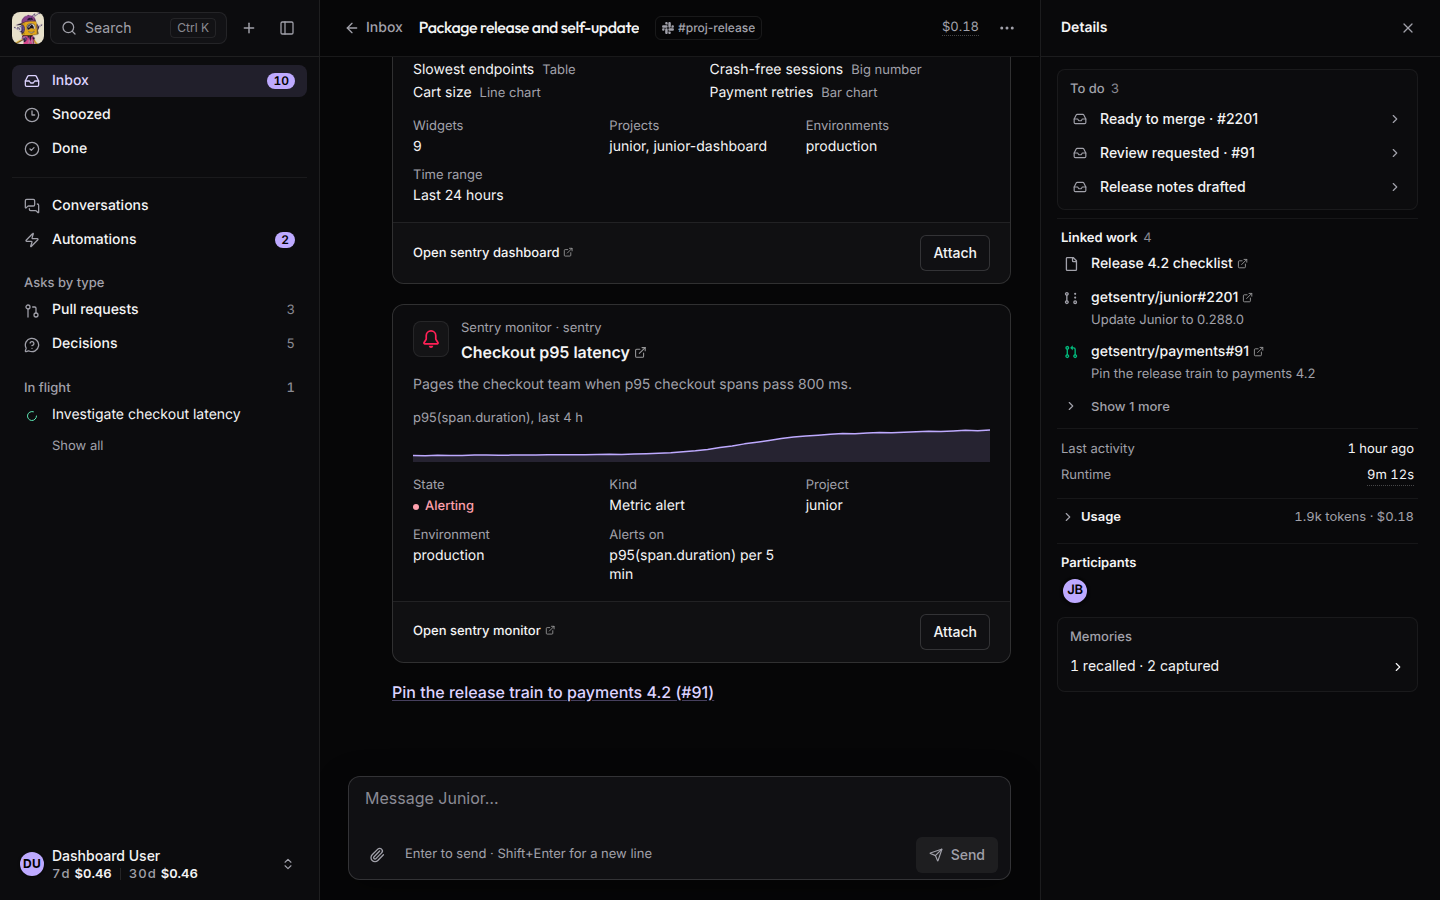 Search
Ctrl K
Inbox
10
Snoozed
Done
Conversations
Automations
2
Asks by type
Pull requests
3
Decisions
5
In flight
1
Investigate checkout latency
Show all
Dashboard User
DU
7d $0.46 | 30d $0.46
Inbox
Package release and self-update
#proj-release
$0.18
Slowest endpoints Table
Crash-free sessions Big number
Cart size Line chart
Payment retries Bar chart
Widgets
Projects
Environments
9
junior, junior-dashboard
production
Time range
Last 24 hours
Open sentry dashboard
Attach
Sentry monitor · sentry
Checkout p95 latency
Pages the checkout team when p95 checkout spans pass 800 ms.
p95(span.duration), last 4 h
State
Kind
Project
Alerting
Metric alert
junior
Environment
Alerts on
production
p95(span.duration) per 5
min
Open sentry monitor
Attach
Pin the release train to payments 4.2 (#91)
Message Junior...
Enter to send · Shift+Enter for a new line
Send
Details
To do 3
Ready to merge · #2201
Review requested · #91
Release notes drafted
Linked work 4
Release 4.2 checklist
getsentry/junior#2201
Update Junior to 0.288.0
getsentry/payments#91
Pin the release train to payments 4.2
Show 1 more
Last activity
1 hour ago
Runtime
9m 12s
Usage
1.9k tokens · $0.18
Participants
JB
Memories
1 recalled · 2 captured